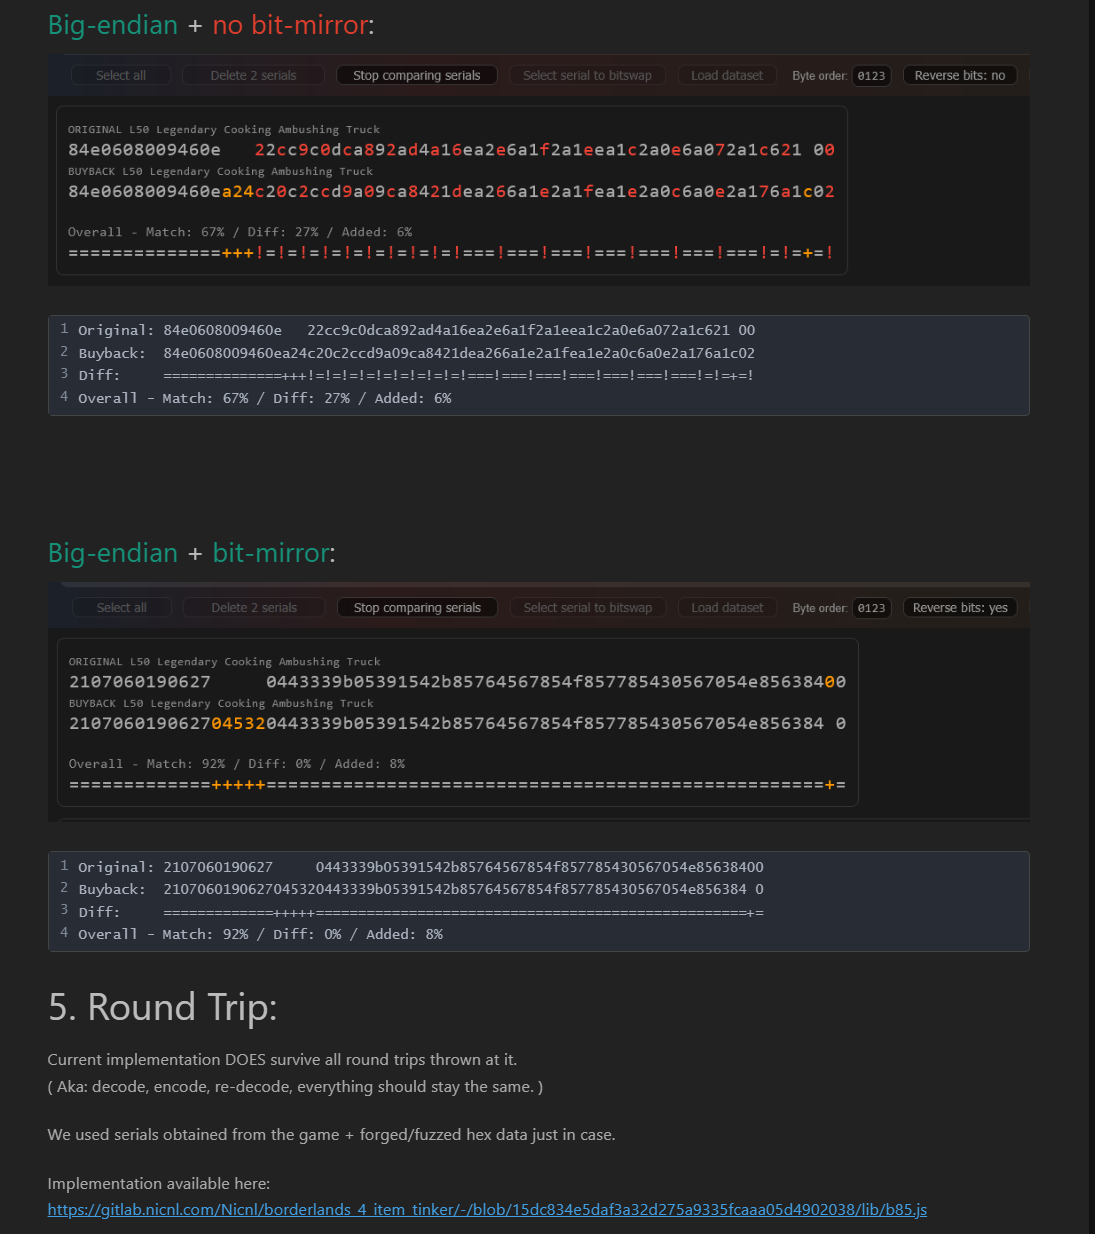 Big-endian + no bit-mirror:
Select all Delete 2 serials Stop comparing serials Select serial to bitswap Load dataset Byte order: 0123 Reverse bits: no
ORIGINAL L50 Legendary Cooking Ambushing Truck
84e0608009460e   22cc9c0dca892ad4a16ea2e6a1f2a1eea1c2a0e6a072a1c621 00
BUYBACK L50 Legendary Cooking Ambushing Truck
84e0608009460ea24c20c2ccd9a09ca8421dea266a1e2a1fea1e2a0c6a0e2a176a1c02
Overall - Match: 67% / Diff: 27% / Added: 6%
==============+++!=!=!=!=!=!=!=!=!=!===!===!===!===!===!===!===!=!=+=!
1 Original: 84e0608009460e   22cc9c0dca892ad4a16ea2e6a1f2a1eea1c2a0e6a072a1c621 00
2 Buyback:  84e0608009460ea24c20c2ccd9a09ca8421dea266a1e2a1fea1e2a0c6a0e2a176a1c02
3 Diff:     ==============+++!=!=!=!=!=!=!=!=!=!===!===!===!===!===!===!===!=!=+=!
4 Overall - Match: 67% / Diff: 27% / Added: 6%
Big-endian + bit-mirror:
Select all Delete 2 serials Stop comparing serials Select serial to bitswap Load dataset Byte order: 0123 Reverse bits: yes
ORIGINAL L50 Legendary Cooking Ambushing Truck
2107060190627     0443339b05391542b85764567854f857785430567054e85638400
BUYBACK L50 Legendary Cooking Ambushing Truck
2107060190627045320443339b05391542b85764567854f857785430567054e856384 0
Overall - Match: 92% / Diff: 0% / Added: 8%
=============+++++===================================================+=
1 Original: 2107060190627     0443339b05391542b85764567854f857785430567054e85638400
2 Buyback:  2107060190627045320443339b05391542b85764567854f857785430567054e856384 0
3 Diff:     =============+++++===================================================+=
4 Overall - Match: 92% / Diff: 0% / Added: 8%
5. Round Trip:
Current implementation DOES survive all round trips thrown at it.
( Aka: decode, encode, re-decode, everything should stay the same. )
We used serials obtained from the game + forged/fuzzed hex data just in case.
Implementation available here:
https://gitlab.nicnl.com/Nicnl/borderlands_4_item_tinker/-/blob/15dc834e5daf3a32d275a9335fcaaa05d4902038/lib/b85.js